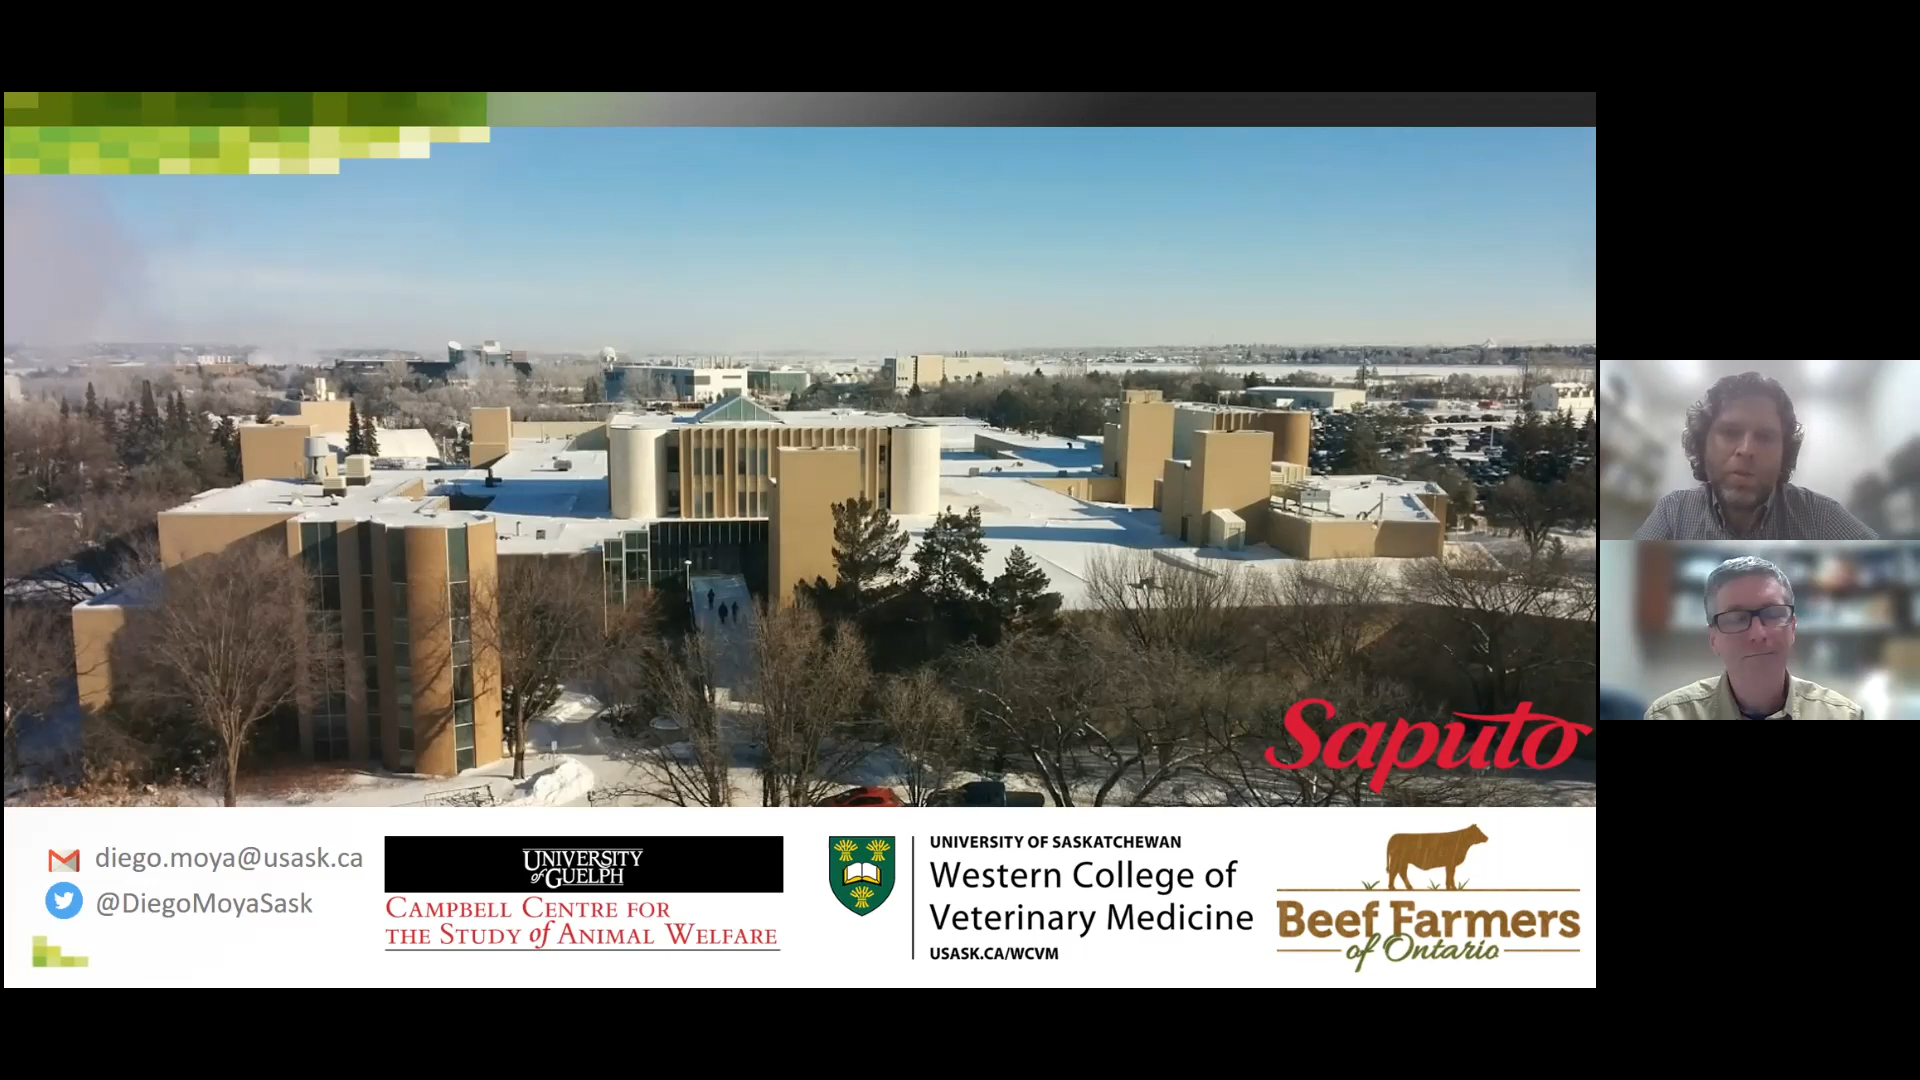 Saputo
diego.moya@usask.ca
@DiegoMoyaSask
UNIVERSITY
of GUELPH
CAMPBELL CENTRE FOR
THE STUDY of ANIMAL WELFARE
UNIVERSITY OF SASKATCHEWAN
Western College of
Veterinary Medicine
USASK.CA/WCVM
Beef Farmers
of Ontario